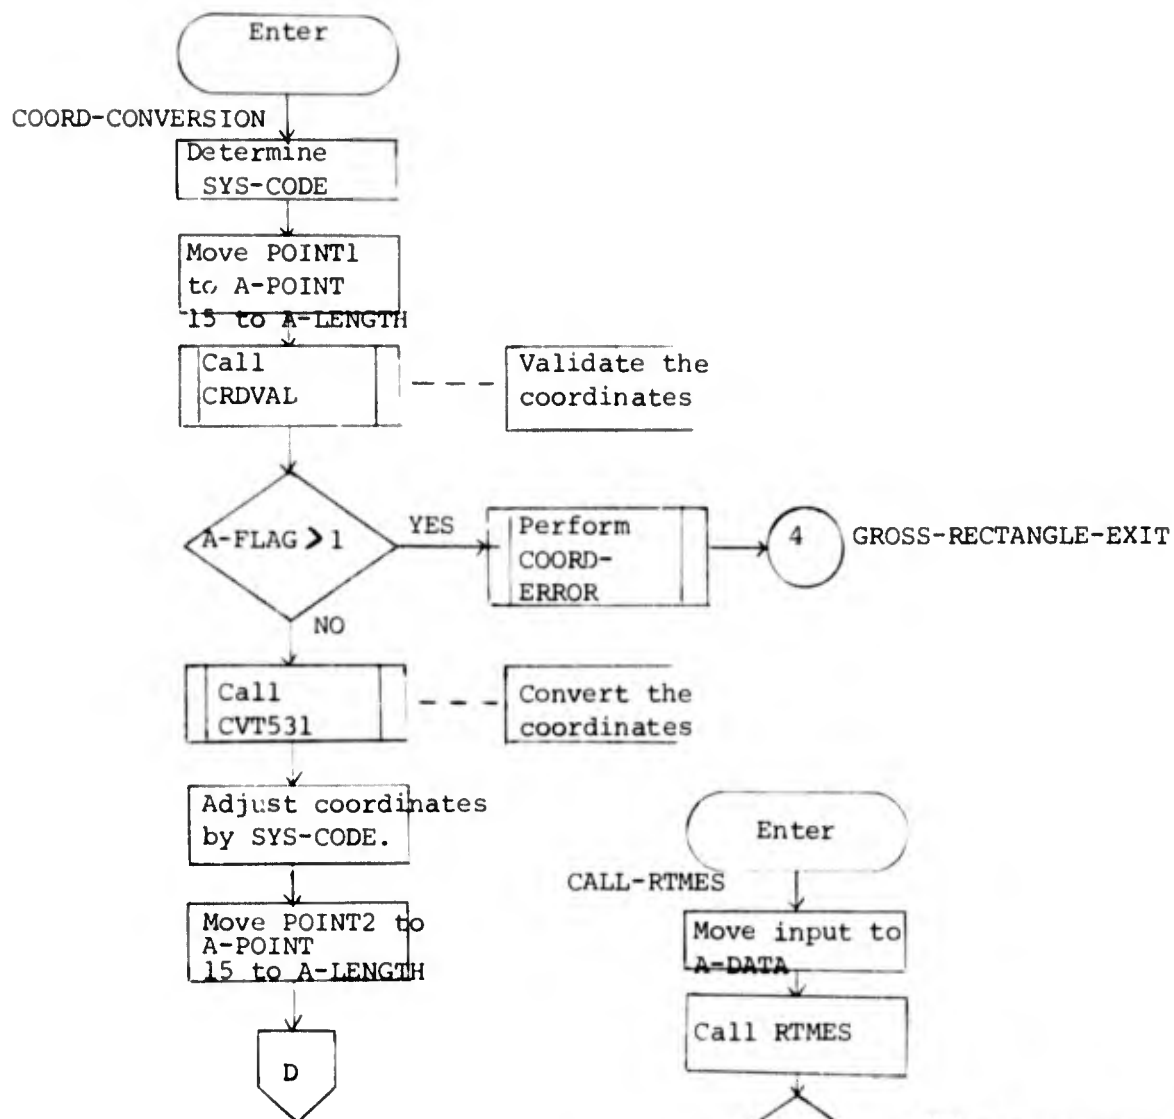 Enter
COORD-CONVERSION
Determine
SYS-CODE
Move POINT1
to A-POINT
15 to A-LENGTH
Call
CRDVAL
Validate the
coordinates
A-FLAG > 1
YES
Perform
COORD-
ERROR
4
GROSS-RECTANGLE-EXIT
NO
Call
CVT531
Convert the
coordinates
Adjust coordinates
by SYS-CODE.
Move POINT2 to
A-POINT
15 to A-LENGTH
D
Enter
CALL-RTMES
Move input to
A-DATA
Call RTMES